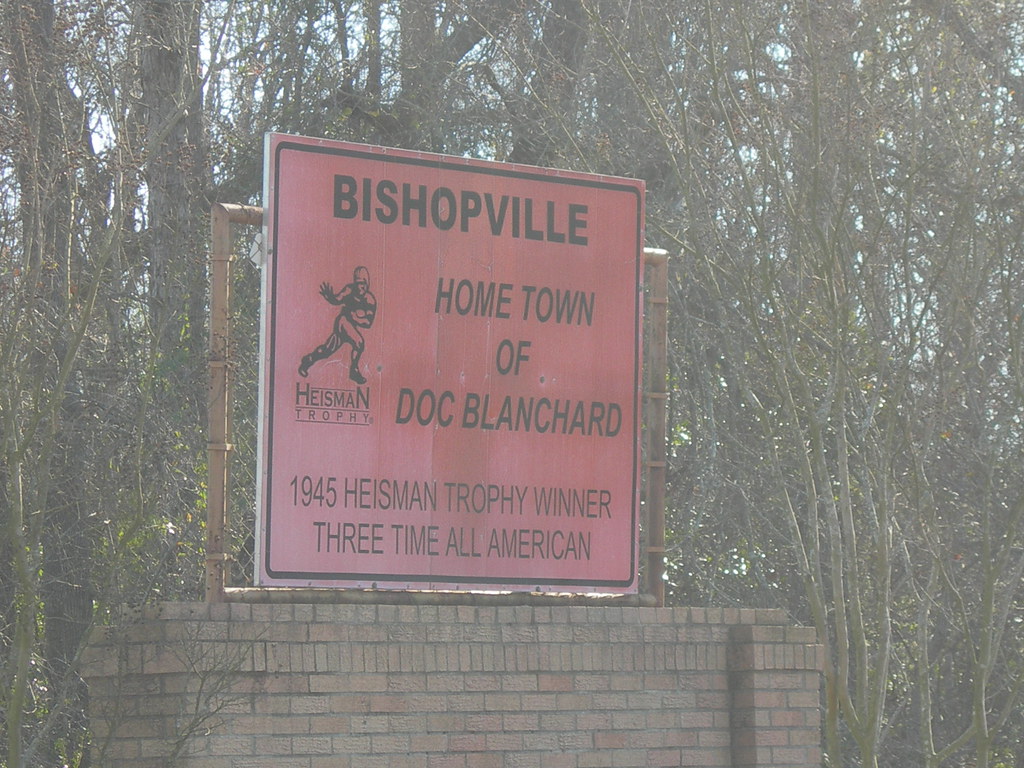 BISHOPVILLE
HOME TOWN
OF
DOC BLANCHARD
HEISMAN
TROPHY
1945 HEISMAN TROPHY WINNER
THREE TIME ALL AMERICAN